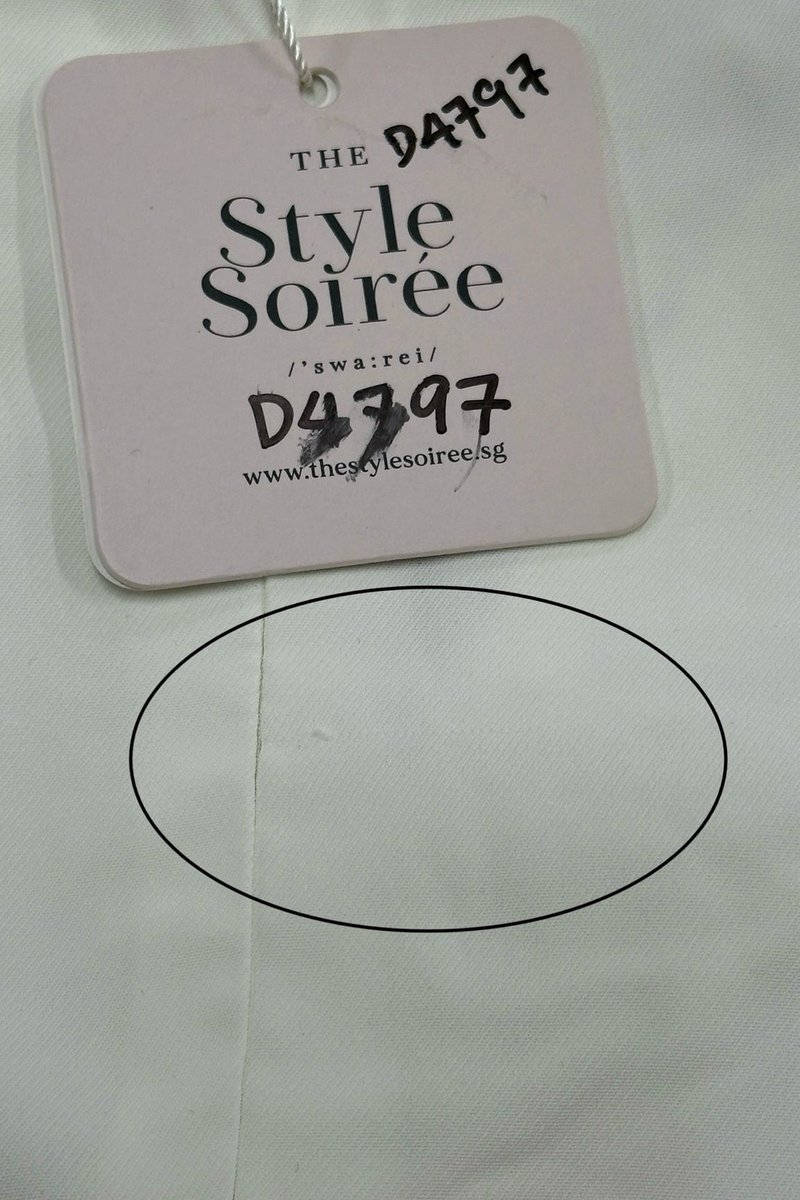 D4797
THE
Style
Soirée
/'swa:rei/
D4797
www.thestylesoiree.sg